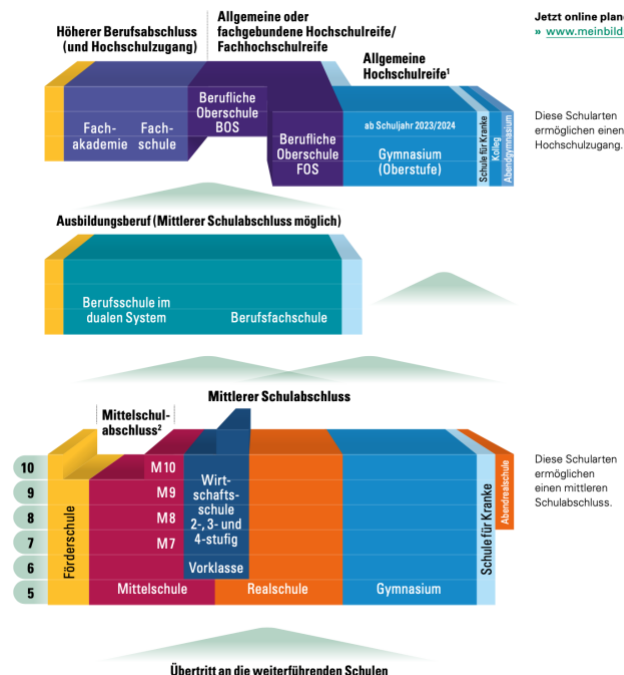 Allgemeine oder
fachgebundene Hochschulreife/
Fachhochschulreife
Höherer Berufsabschluss
(und Hochschulzugang)
Allgemeine
Hochschulreife¹
Jetzt online
» www.meinbild
Fach-
akademie
Fach-
schule
Berufliche
Oberschule
BOS
Berufliche
Oberschule
FOS
ab Schuljahr 2023/2024
Gymnasium
(Oberstufe)
Schule für Kranke
Kolleg
Abendgymnasium
Diese Schularten
ermöglichen einen
Hochschulzugang.
Ausbildungsberuf (Mittlerer Schulabschluss möglich)
Berufsschule im
dualen System
Berufsfachschule
Mittlerer Schulabschluss
Mittelschul-
abschluss²
10
9
8
7
6
5
Förderschule
M10
M9
M8
M7
Mittelschule
Wirt-
schafts-
schule
2-, 3- und
4-stufig
Vorklasse
Realschule
Gymnasium
Schule für Kranke
Abendrealschule
Diese Schularten
ermöglichen
einen mittleren
Schulabschluss.
Übertritt an die weiterführenden Schulen